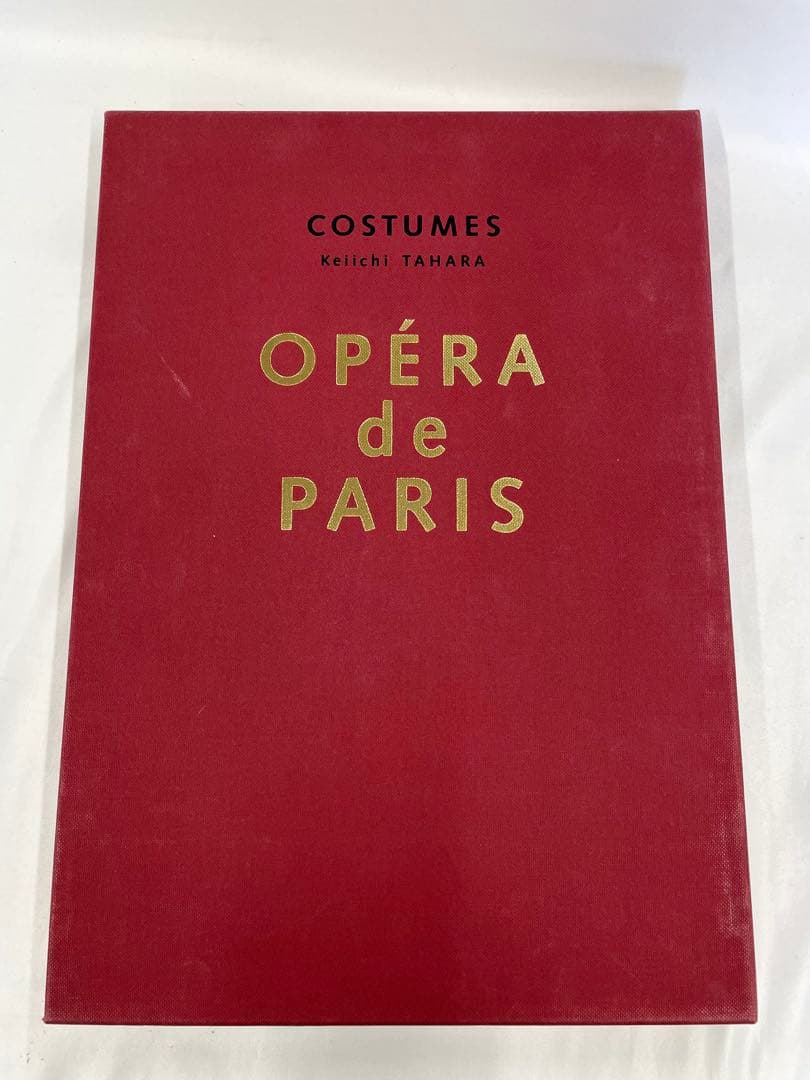 COSTUMES
Keiichi TAHARA
OPÉRA
de
PARIS